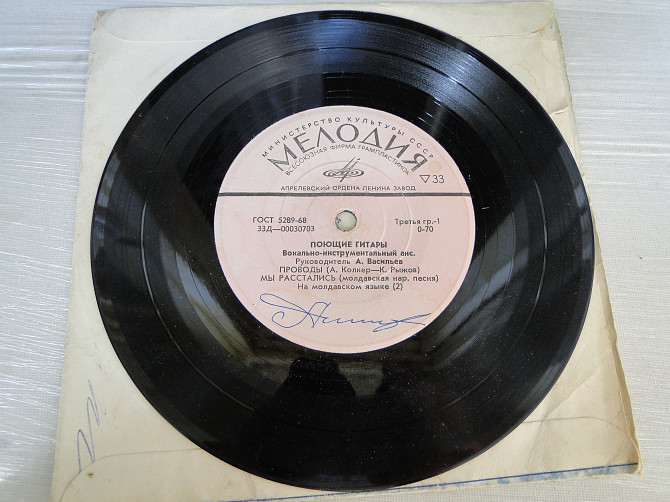 МИНИСТЕРСТВО КУЛЬТУРЫ СССР
МЕЛОДИЯ
ВСЕСОЮЗНАЯ ФИРМА ГРАМПЛАСТИНОК
▽33
АПРЕЛЕВСКИЙ ОРДЕНА ЛЕНИНА ЗАВОД
ГОСТ 5289-68 Третья гр.-1
33Д—00030703 0-70
ПОЮЩИЕ ГИТАРЫ
Вокально-инструментальный анс.
Руководитель А. Васильев
ПРОВОДЫ (А. Колкер—К. Рыжов)
МЫ РАССТАЛИСЬ (молдавская нар. песня)
На молдавском языке (2)